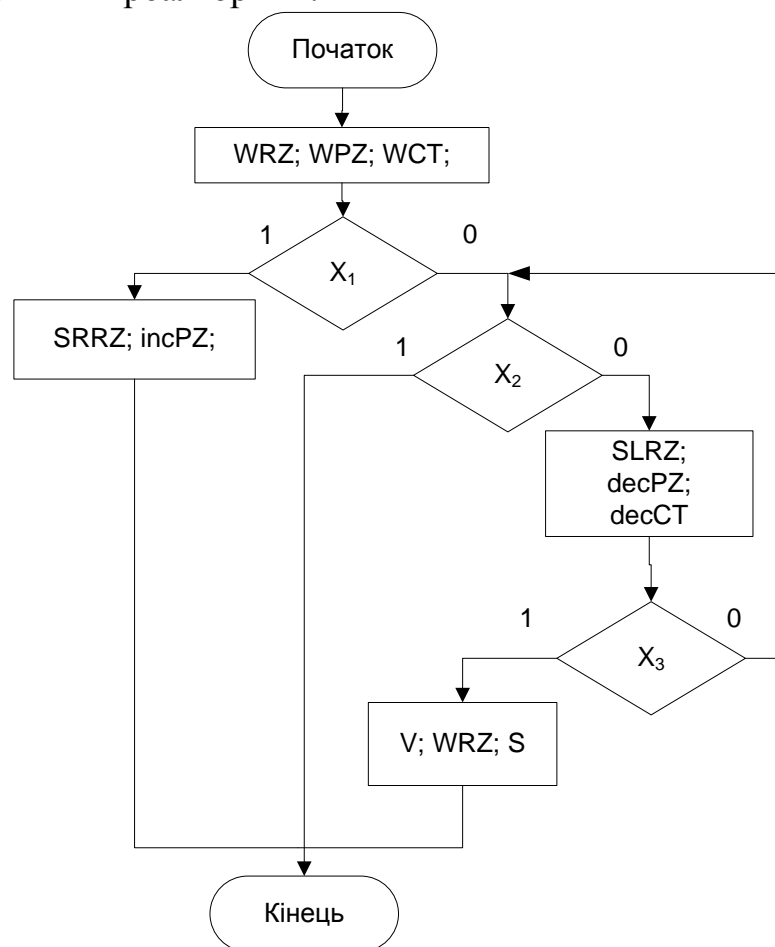 Початок
WRZ; WPZ; WCT;
1
0
X₁
SRRZ; incPZ;
1
0
X₂
SLRZ;
decPZ;
decCT
1
0
X₃
V; WRZ; S
Кінець